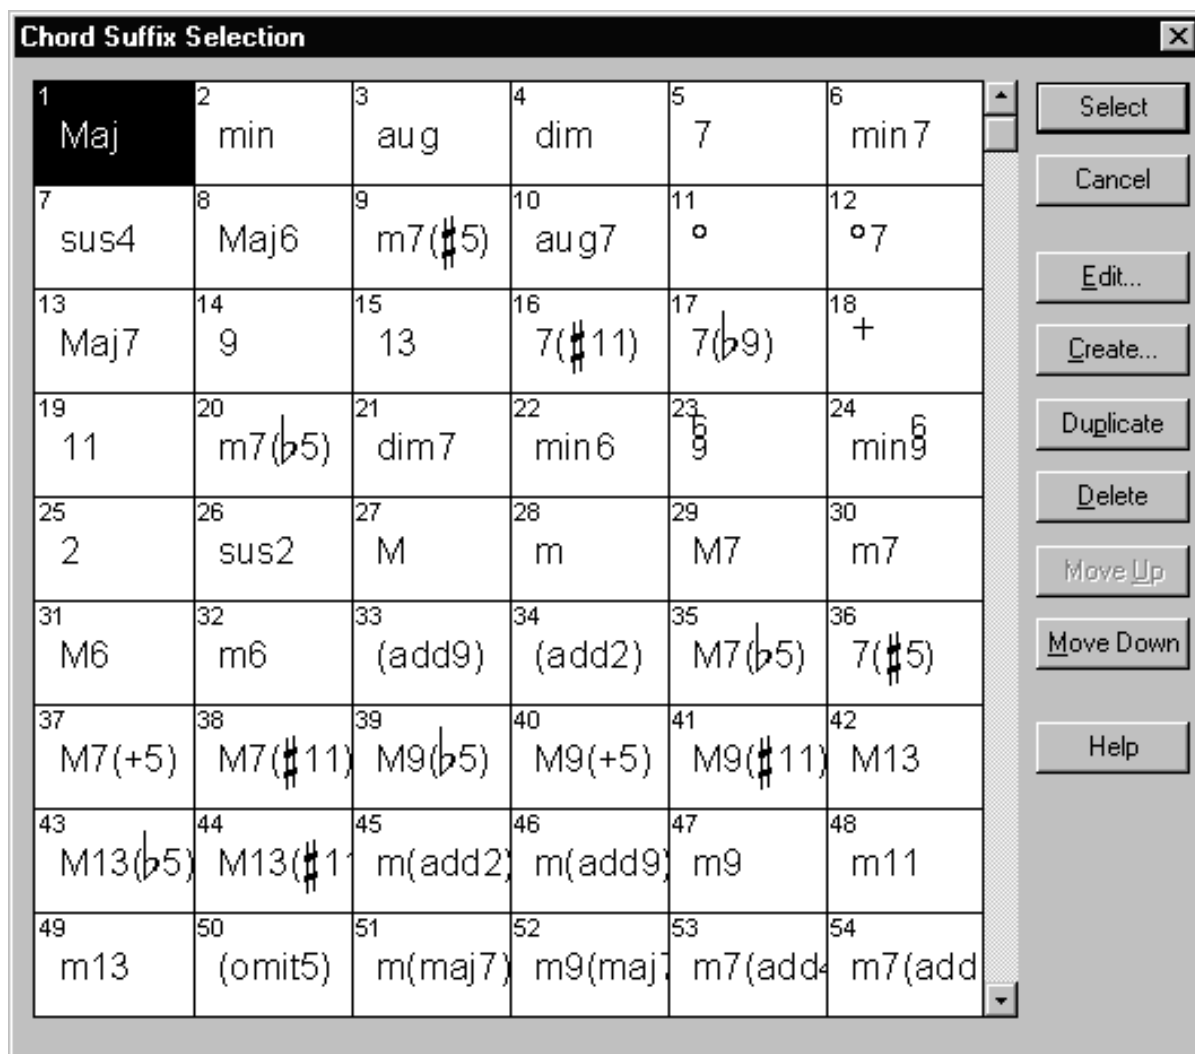 Chord Suffix Selection
1 2 3 4 5 6
Maj min aug dim 7 min7
7 8 9 10 11 12
sus4 Maj6 m7(♯5) aug7 ° °7
13 14 15 16 17 18
Maj7 9 13 7(♯11) 7(♭9) +
19 20 21 22 23 24
11 m7(♭5) dim7 min6 6/9 min6/9
25 26 27 28 29 30
2 sus2 M m M7 m7
31 32 33 34 35 36
M6 m6 (add9) (add2) M7(♭5) 7(♯5)
37 38 39 40 41 42
M7(+5) M7(♯11) M9(♭5) M9(+5) M9(♯11) M13
43 44 45 46 47 48
M13(♭5) M13(♯11 m(add2) m(add9) m9 m11
49 50 51 52 53 54
m13 (omit5) m(maj7) m9(maj7 m7(add4 m7(add
Select
Cancel
Edit...
Create...
Duplicate
Delete
Move Up
Move Down
Help